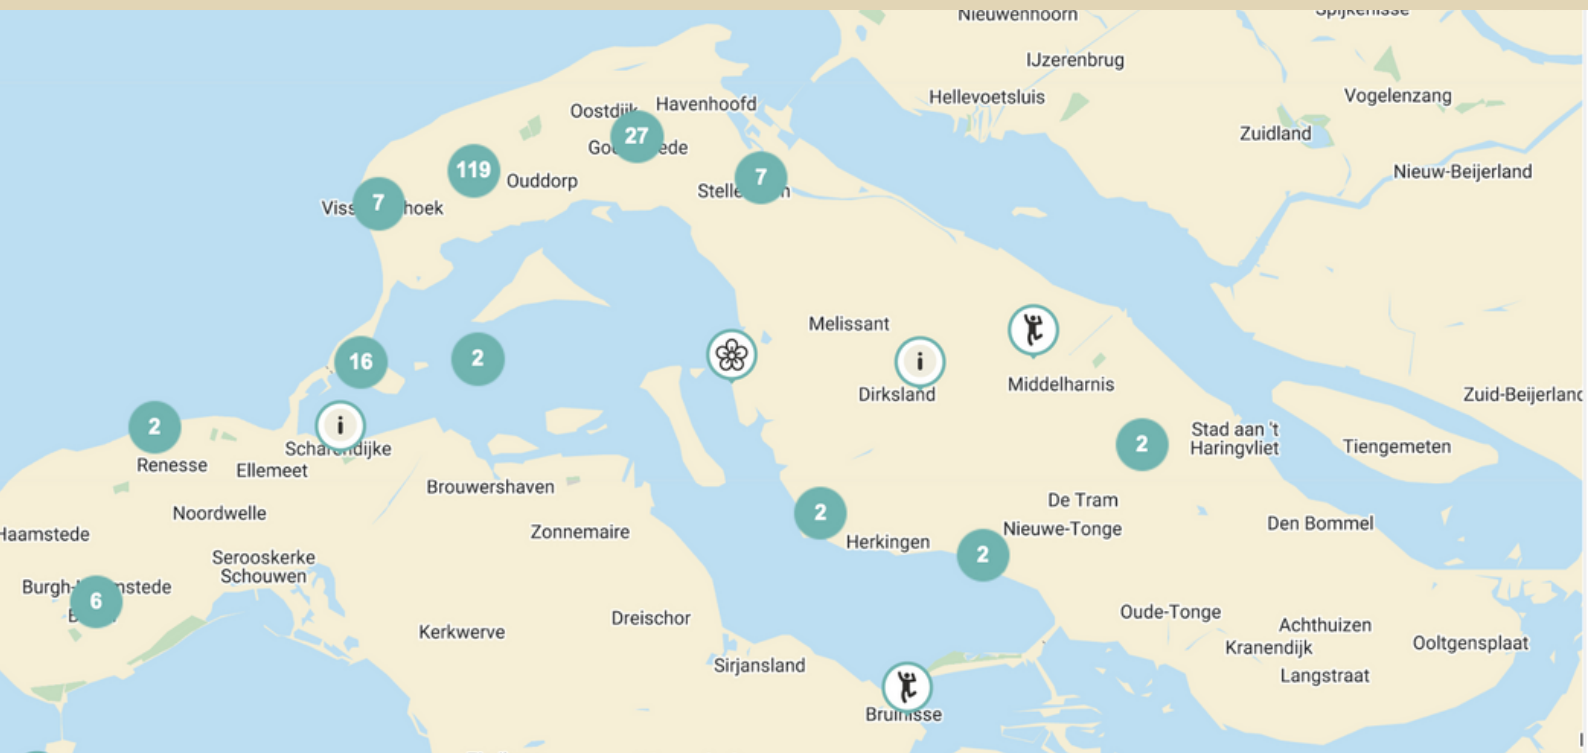 Nieuwenhoorn
IJzerenbrug
Hellevoetsluis
Vogelenzang
Zuidland
Nieuw-Beijerland
Oostdijk
Havenhoofd
27
119
Ouddorp
7
7
Melissant
i
Dirksland
Middelharnis
Zuid-Beijerland
16
2
2
i
Renesse
Ellemeet
Brouwershaven
2
Stad aan 't
Haringvliet
Tiengemeten
Noordwelle
Zonnemaire
2
Herkingen
De Tram
Nieuwe-Tonge
2
Den Bommel
Haamstede
Serooskerke
Schouwen
6
Kerkwerve
Dreischor
Sirjansland
Bruinisse
Oude-Tonge
Achthuizen
Kranendijk
Langstraat
Ooltgensplaat